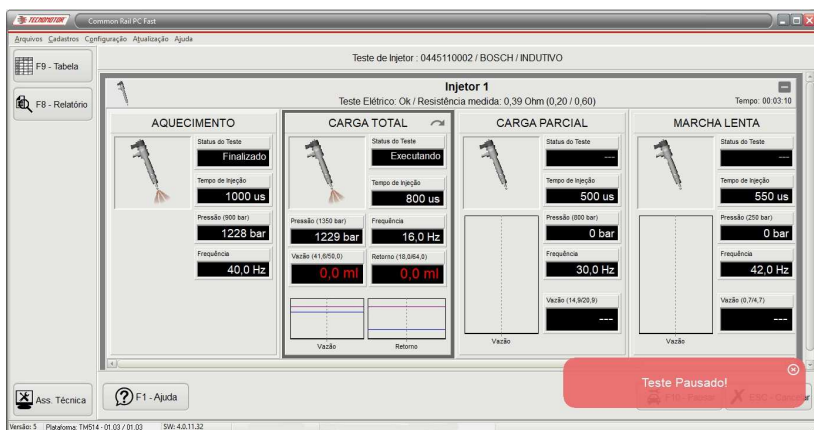 TECNOMOTOR
Common Rail PC Fast
Arquivos Cadastros Configuração Atualização Ajuda
F9 - Tabela
F8 - Relatório
Teste de Injetor : 0445110002 / BOSCH / INDUTIVO
Injetor 1
Teste Elétrico: Ok / Resistência medida: 0,39 Ohm (0,20 / 0,60)
Tempo: 00:03:10
AQUECIMENTO
Status do Teste
Finalizado
Tempo de Injeção
1000 us
Pressão (900 bar)
1228 bar
Frequência
40,0 Hz
CARGA TOTAL
Status do Teste
Executando
Tempo de Injeção
800 us
Pressão (1350 bar)
1229 bar
Frequência
16,0 Hz
Vazão (41,6/50,0)
0,0 ml
Retorno (18,0/64,0)
0,0 ml
Vazão
Retorno
CARGA PARCIAL
Status do Teste
---
Tempo de Injeção
500 us
Pressão (800 bar)
0 bar
Frequência
30,0 Hz
Vazão (14,9/20,9)
---
Vazão
MARCHA LENTA
Status do Teste
---
Tempo de Injeção
550 us
Pressão (250 bar)
0 bar
Frequência
42,0 Hz
Vazão (0,7/4,7)
---
Vazão
Teste Pausado!
Ass. Técnica
F1 - Ajuda
ESC - Cancelar
Versão: 5
Plataforma: TM514 - 01.03 / 01.03
SW: 4.0.11.32